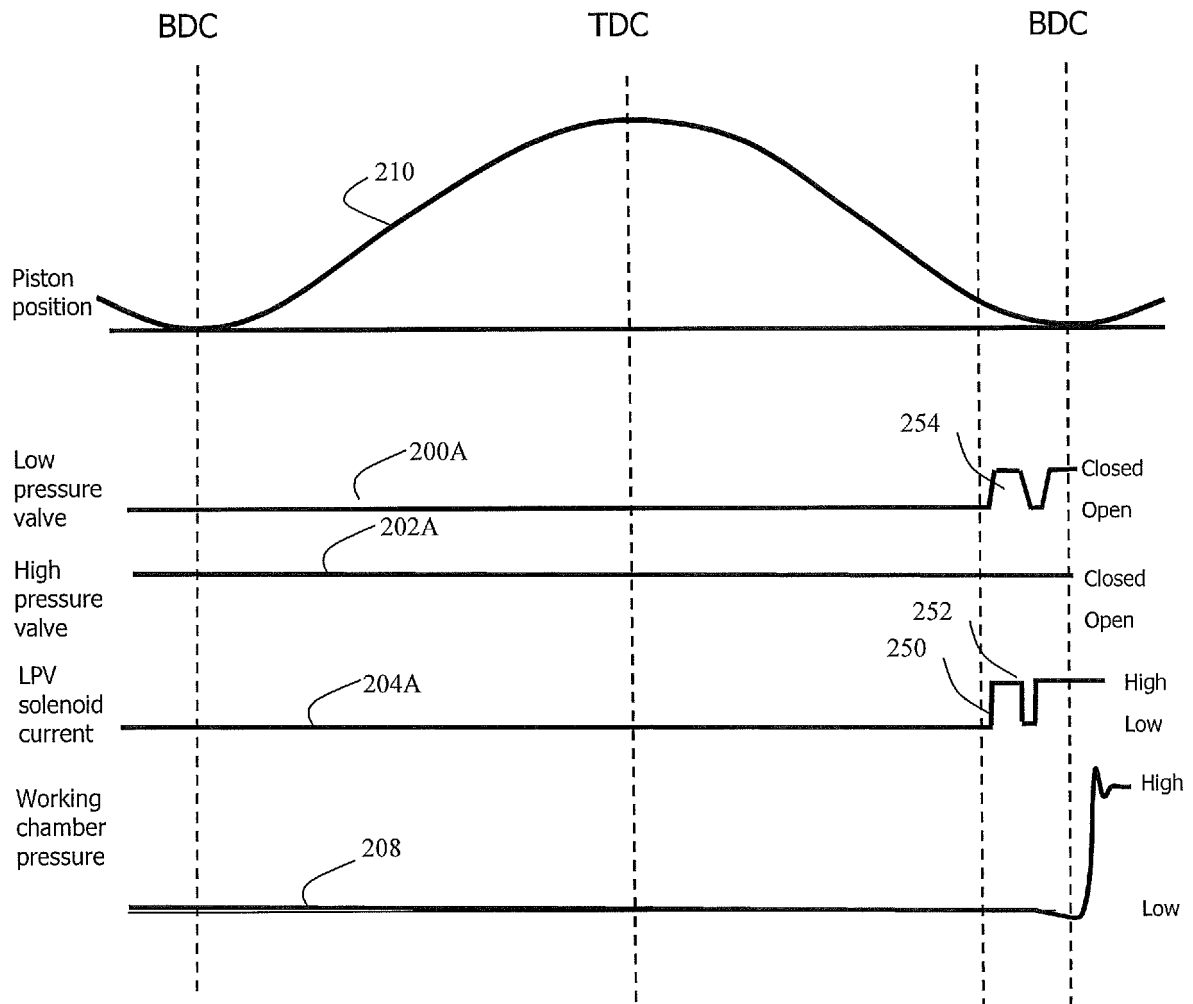 BDC
TDC
BDC
210
Piston
position
254
200A
Low
pressure
valve
Closed
Open
202A
High
pressure
valve
Closed
Open
252
250
LPV
solenoid
current
204A
High
Low
Working
chamber
pressure
High
208
Low